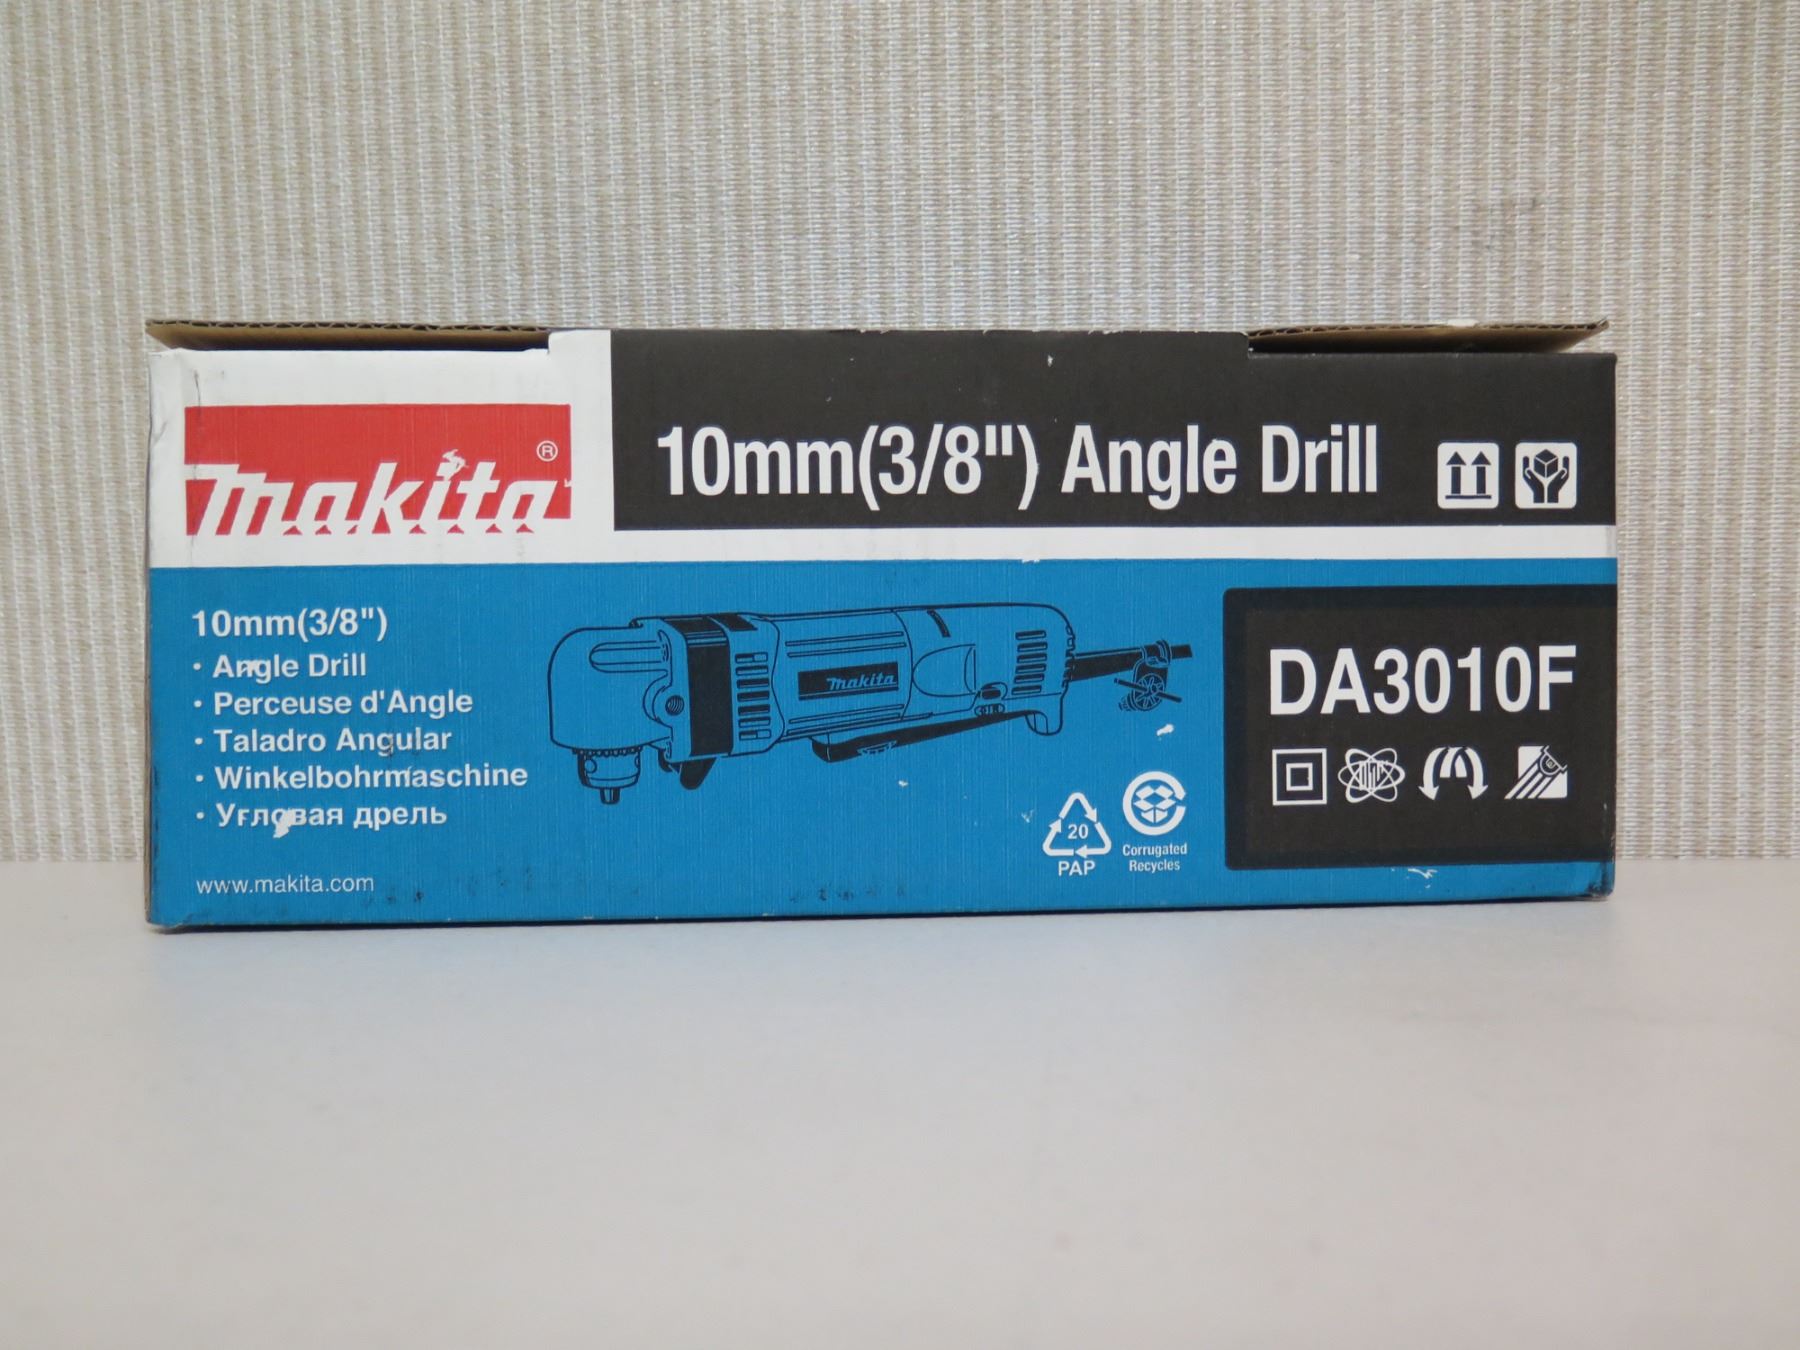 makita®
10mm(3/8") Angle Drill
10mm(3/8")
· Angle Drill
· Perceuse d'Angle
· Taladro Angular
· Winkelbohrmaschine
· Угловая дрель
www.makita.com
makita
20
PAP
Corrugated
Recycles
DA3010F